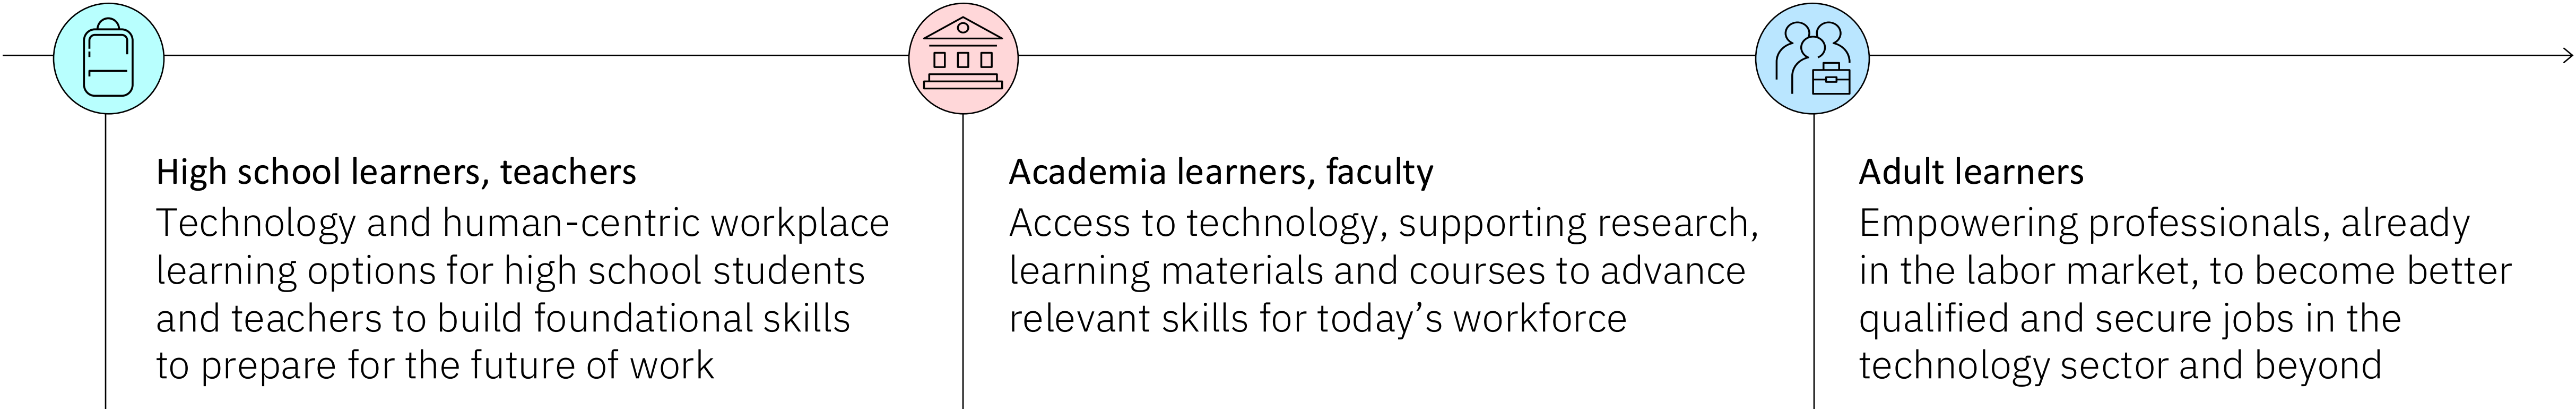 High school learners, teachers
Technology and human-centric workplace
learning options for high school students
and teachers to build foundational skills
to prepare for the future of work
Academia learners, faculty
Access to technology, supporting research,
learning materials and courses to advance
relevant skills for today’s workforce
Adult learners
Empowering professionals, already
in the labor market, to become better
qualified and secure jobs in the
technology sector and beyond